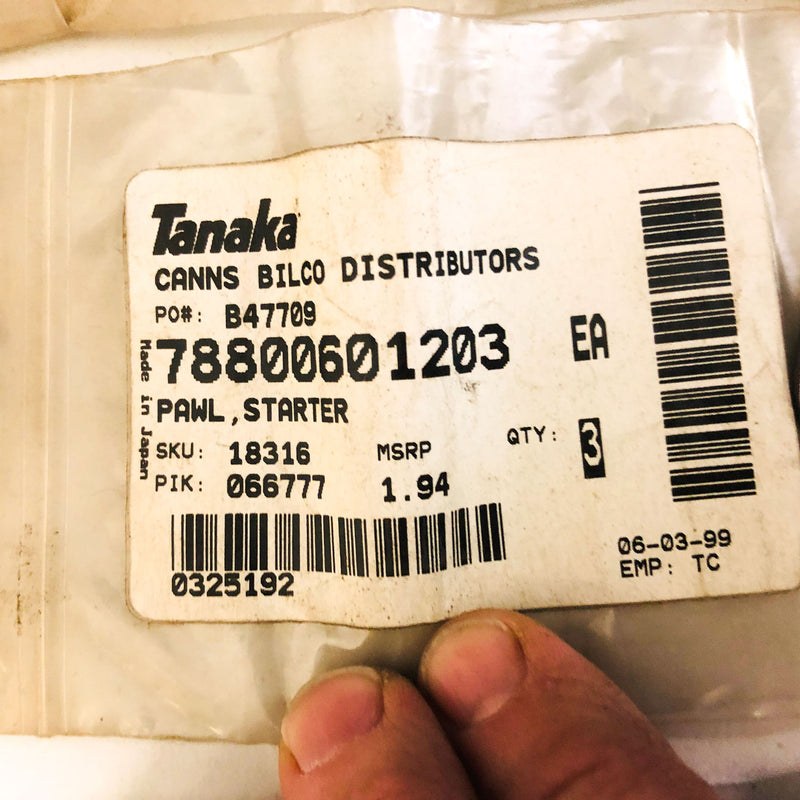 Tanaka
CANNS BILCO DISTRIBUTORS
PO#: B47709
78800601203 EA
Made in Japan
PAWL,STARTER
SKU: 18316 MSRP QTY: 3
PIK: 066777 1.94
0325192
06-03-99
EMP: TC